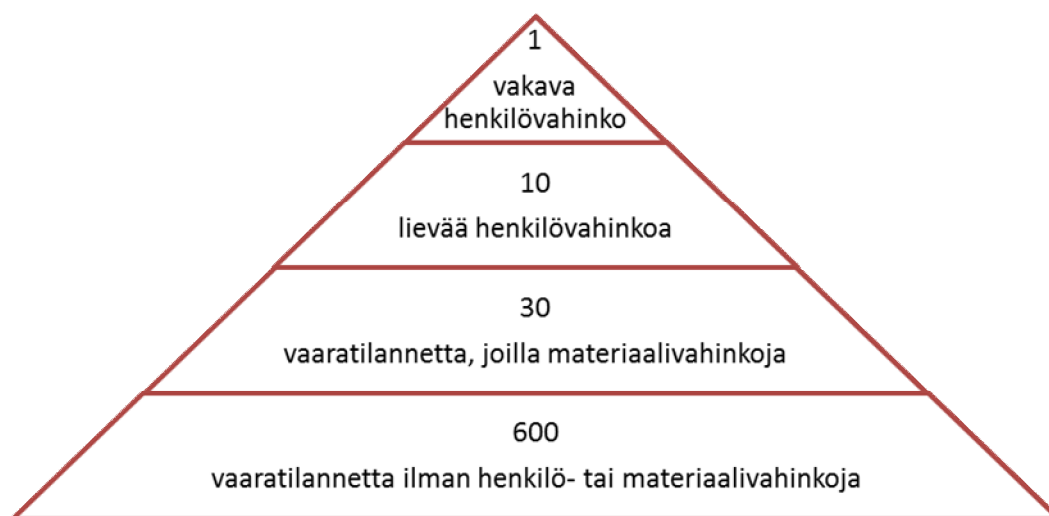 1
vakava
henkilövahinko
10
lievää henkilövahinkoa
30
vaaratilannetta, joilla materiaalivahinkoja
600
vaaratilannetta ilman henkilö- tai materiaalivahinkoja